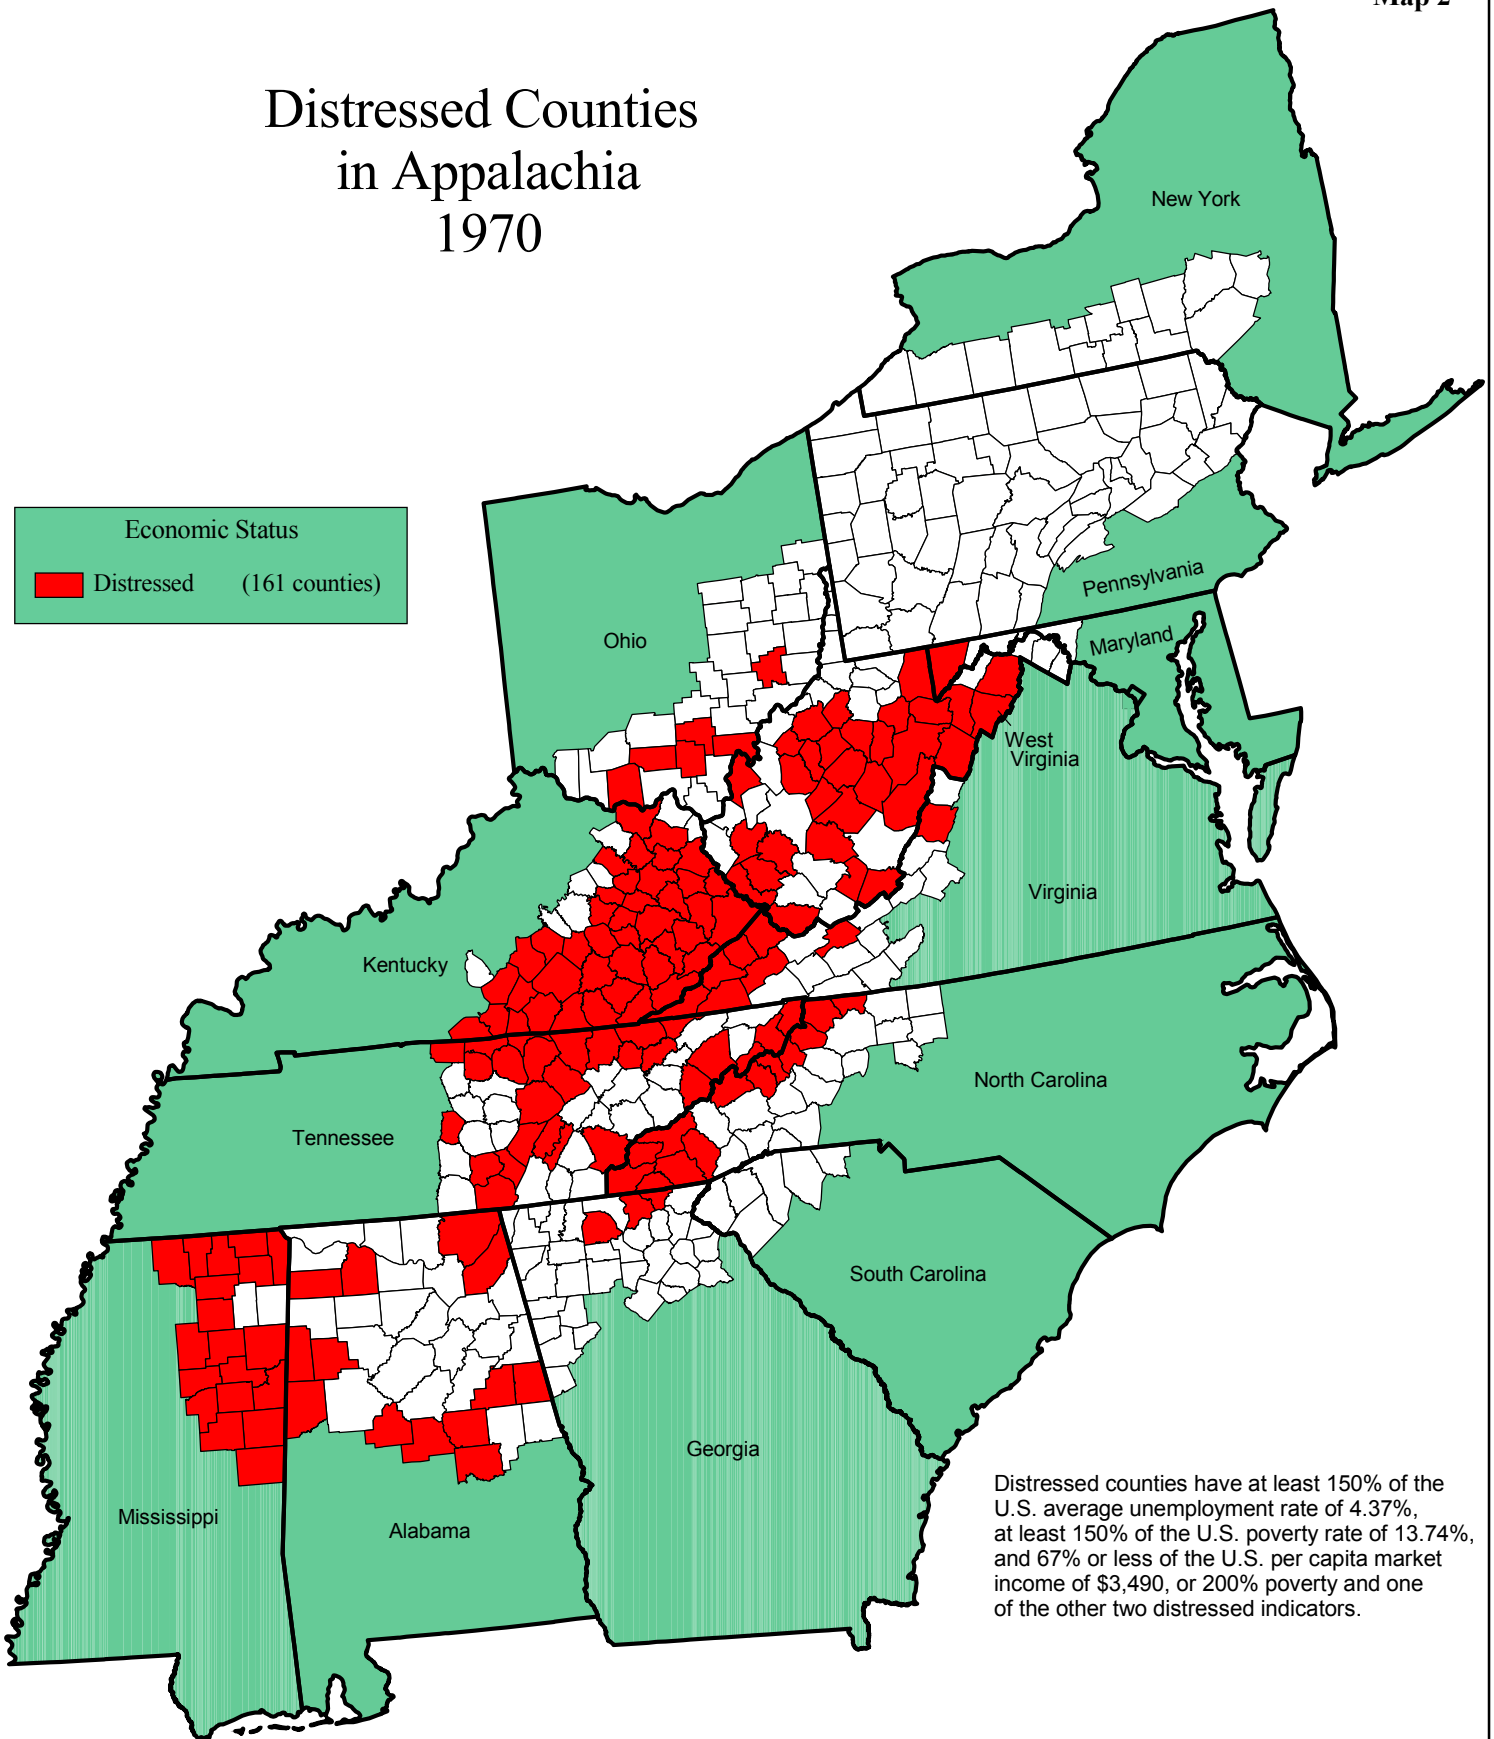 Map 2
Distressed Counties
in Appalachia
1970
New York
Economic Status
Distressed (161 counties)
Pennsylvania
Ohio
Maryland
West
Virginia
Virginia
Kentucky
North Carolina
Tennessee
South Carolina
Georgia
Mississippi
Alabama
Distressed counties have at least 150% of the
U.S. average unemployment rate of 4.37%,
at least 150% of the U.S. poverty rate of 13.74%,
and 67% or less of the U.S. per capita market
income of $3,490, or 200% poverty and one
of the other two distressed indicators.